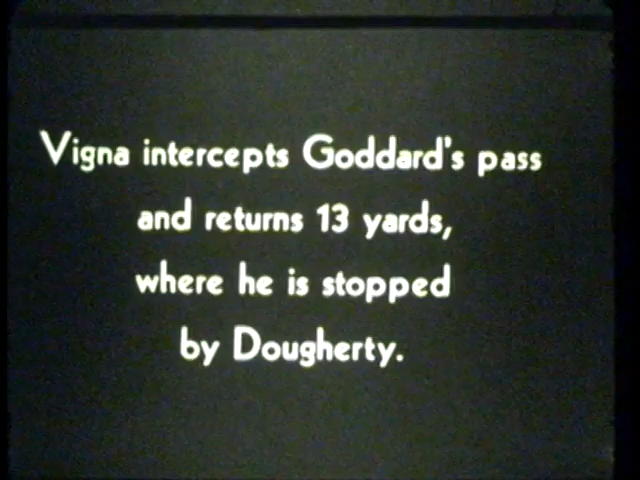 Vigna intercepts Goddard's pass
and returns 13 yards,
where he is stopped
by Dougherty.